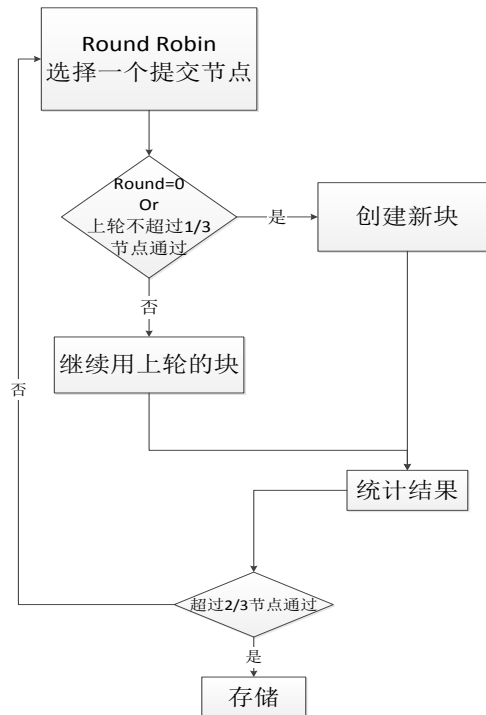 Round Robin
选择一个提交节点
Round=0
Or
上轮不超过1/3
节点通过
是
创建新块
否
继续用上轮的块
否
统计结果
超过2/3节点通过
是
存储